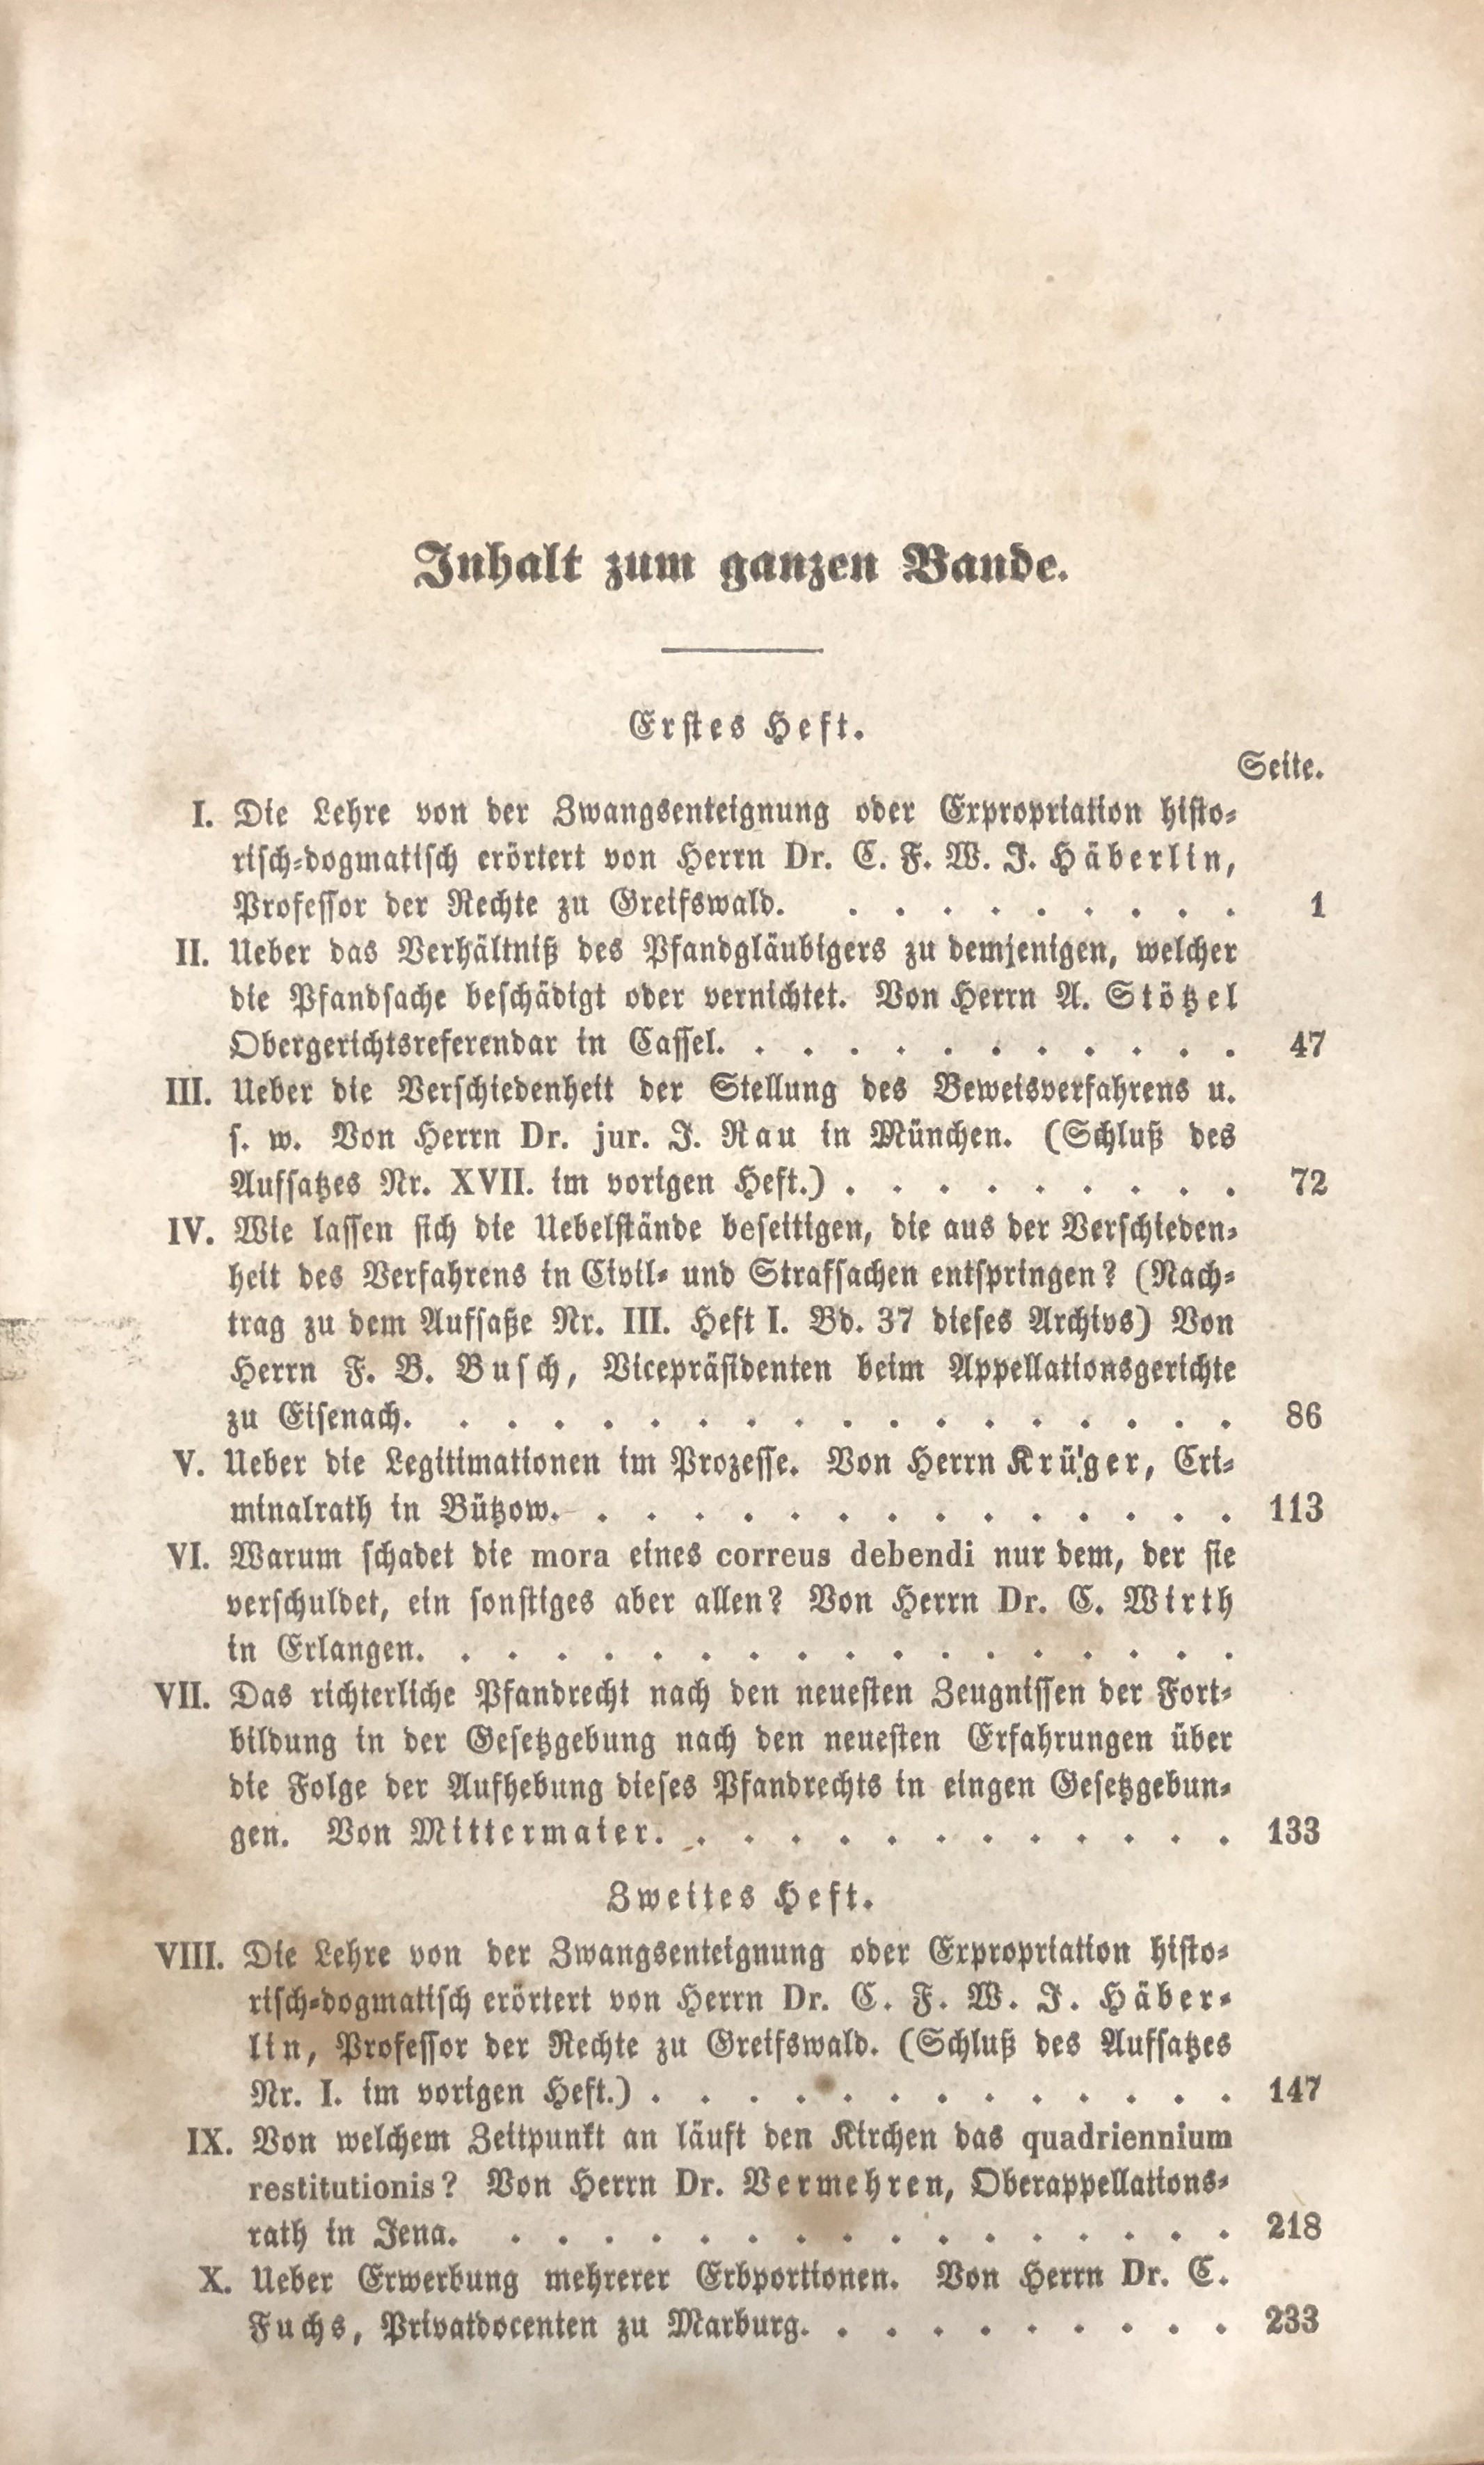 Inhalt zum ganzen Bande.
Erstes Heft.
Seite.
I. Die Lehre von der Zwangsenteignung oder Expropriation histo-
risch-dogmatisch erörtert von Herrn Dr. C. F. W. J. Häberlin,
Professor der Rechte zu Greifswald. . . . . . . . . . 1
II. Ueber das Verhältniß des Pfandgläubigers zu demjenigen, welcher
die Pfandsache beschädigt oder vernichtet. Von Herrn A. Stötzel
Obergerichtsreferendar in Cassel. . . . . . . . . . . . 47
III. Ueber die Verschiedenheit der Stellung des Beweisverfahrens u.
s. w. Von Herrn Dr. jur. J. Rau in München. (Schluß des
Aufsatzes Nr. XVII. im vorigen Heft.) . . . . . . . . . 72
IV. Wie lassen sich die Uebelstände beseitigen, die aus der Verschieden-
heit des Verfahrens in Civil- und Strafsachen entspringen? (Nach-
trag zu dem Aufsaße Nr. III. Heft I. Bd. 37 dieses Archivs) Von
Herrn F. B. Busch, Vicepräsidenten beim Appellationsgerichte
zu Eisenach. . . . . . . . . . . . . . . . . . 86
V. Ueber die Legitimationen im Prozesse. Von Herrn Krüger, Cri-
minalrath in Bützow. . . . . . . . . . . . . . . 113
VI. Warum schadet die mora eines correus debendi nur dem, der sie
verschuldet, ein sonstiges aber allen? Von Herrn Dr. C. Wirth
in Erlangen. . . . . . . . . . . . . . . . . .
VII. Das richterliche Pfandrecht nach den neuesten Zeugnissen der Fort-
bildung in der Gesetzgebung nach den neuesten Erfahrungen über
die Folge der Aufhebung dieses Pfandrechts in eingen Gesetzgebun-
gen. Von Mittermaier. . . . . . . . . . . . . 133
Zweites Heft.
VIII. Die Lehre von der Zwangsenteignung oder Expropriation histo-
risch-dogmatisch erörtert von Herrn Dr. C. F. W. J. Häber-
lin, Professor der Rechte zu Greifswald. (Schluß des Aufsatzes
Nr. I. im vorigen Heft.) . . . . . . . . . . . . . 147
IX. Von welchem Zeitpunkt an läuft den Kirchen das quadriennium
restitutionis? Von Herrn Dr. Vermehren, Oberappellations-
rath in Jena. . . . . . . . . . . . . . . . . 218
X. Ueber Erwerbung mehrerer Erbportionen. Von Herrn Dr. C.
Fuchs, Privatdocenten zu Marburg. . . . . . . . . . 233